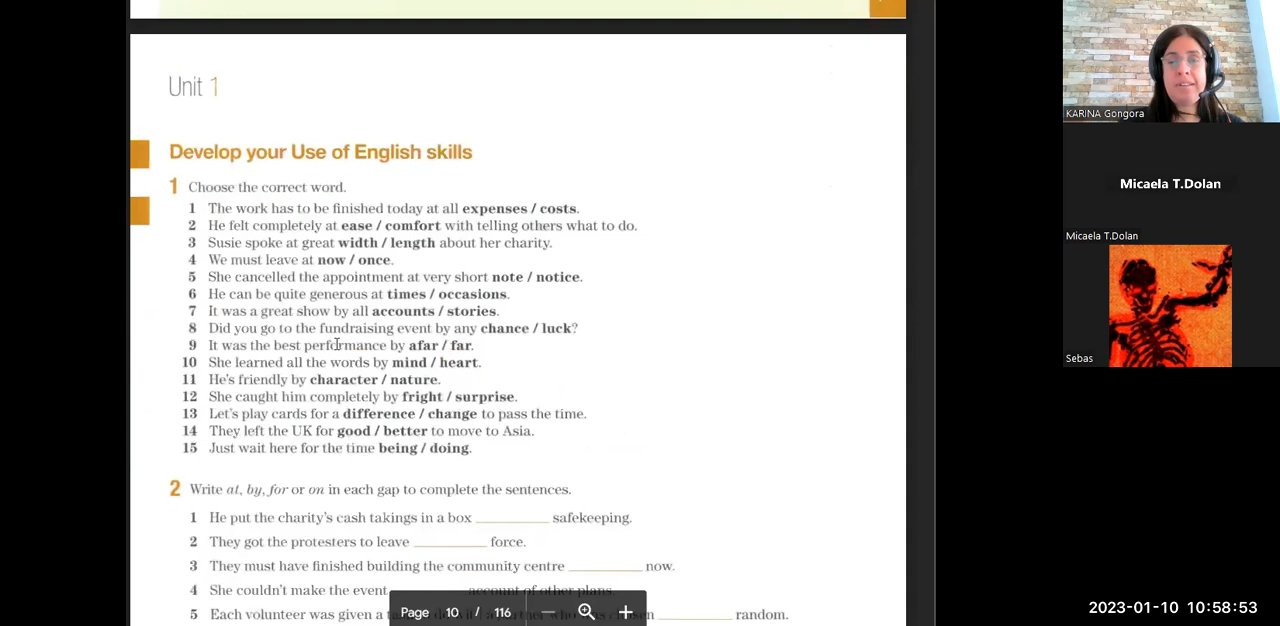 Unit 1
Develop your Use of English skills
1 Choose the correct word.
1 The work has to be finished today at all expenses / costs.
2 He felt completely at ease / comfort with telling others what to do.
3 Susie spoke at great width / length about her charity.
4 We must leave at now / once.
5 She cancelled the appointment at very short note / notice.
6 He can be quite generous at times / occasions.
7 It was a great show by all accounts / stories.
8 Did you go to the fundraising event by any chance / luck?
9 It was the best performance by afar / far.
10 She learned all the words by mind / heart.
11 He's friendly by character / nature.
12 She caught him completely by fright / surprise.
13 Let's play cards for a difference / change to pass the time.
14 They left the UK for good / better to move to Asia.
15 Just wait here for the time being / doing.
2 Write at, by, for or on in each gap to complete the sentences.
1 He put the charity's cash takings in a box ________ safekeeping.
2 They got the protesters to leave ________ force.
3 They must have finished building the community centre ________ now.
4 She couldn't make the event ________ account of other plans.
5 Each volunteer was given a ________ random.
Page 10 / 116
KARINA Gongora
Micaela T.Dolan
Micaela T.Dolan
Sebas
2023-01-10 10:58:53